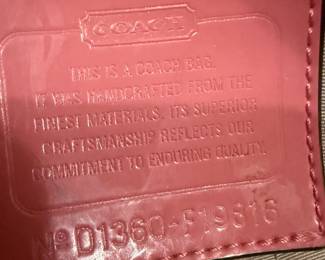 COACH
THIS IS A COACH BAG.
IT WAS HANDCRAFTED FROM THE
FINEST MATERIALS. ITS SUPERIOR
CRAFTSMANSHIP REFLECTS OUR
COMMITMENT TO ENDURING QUALITY.
Nº D1360-F19616